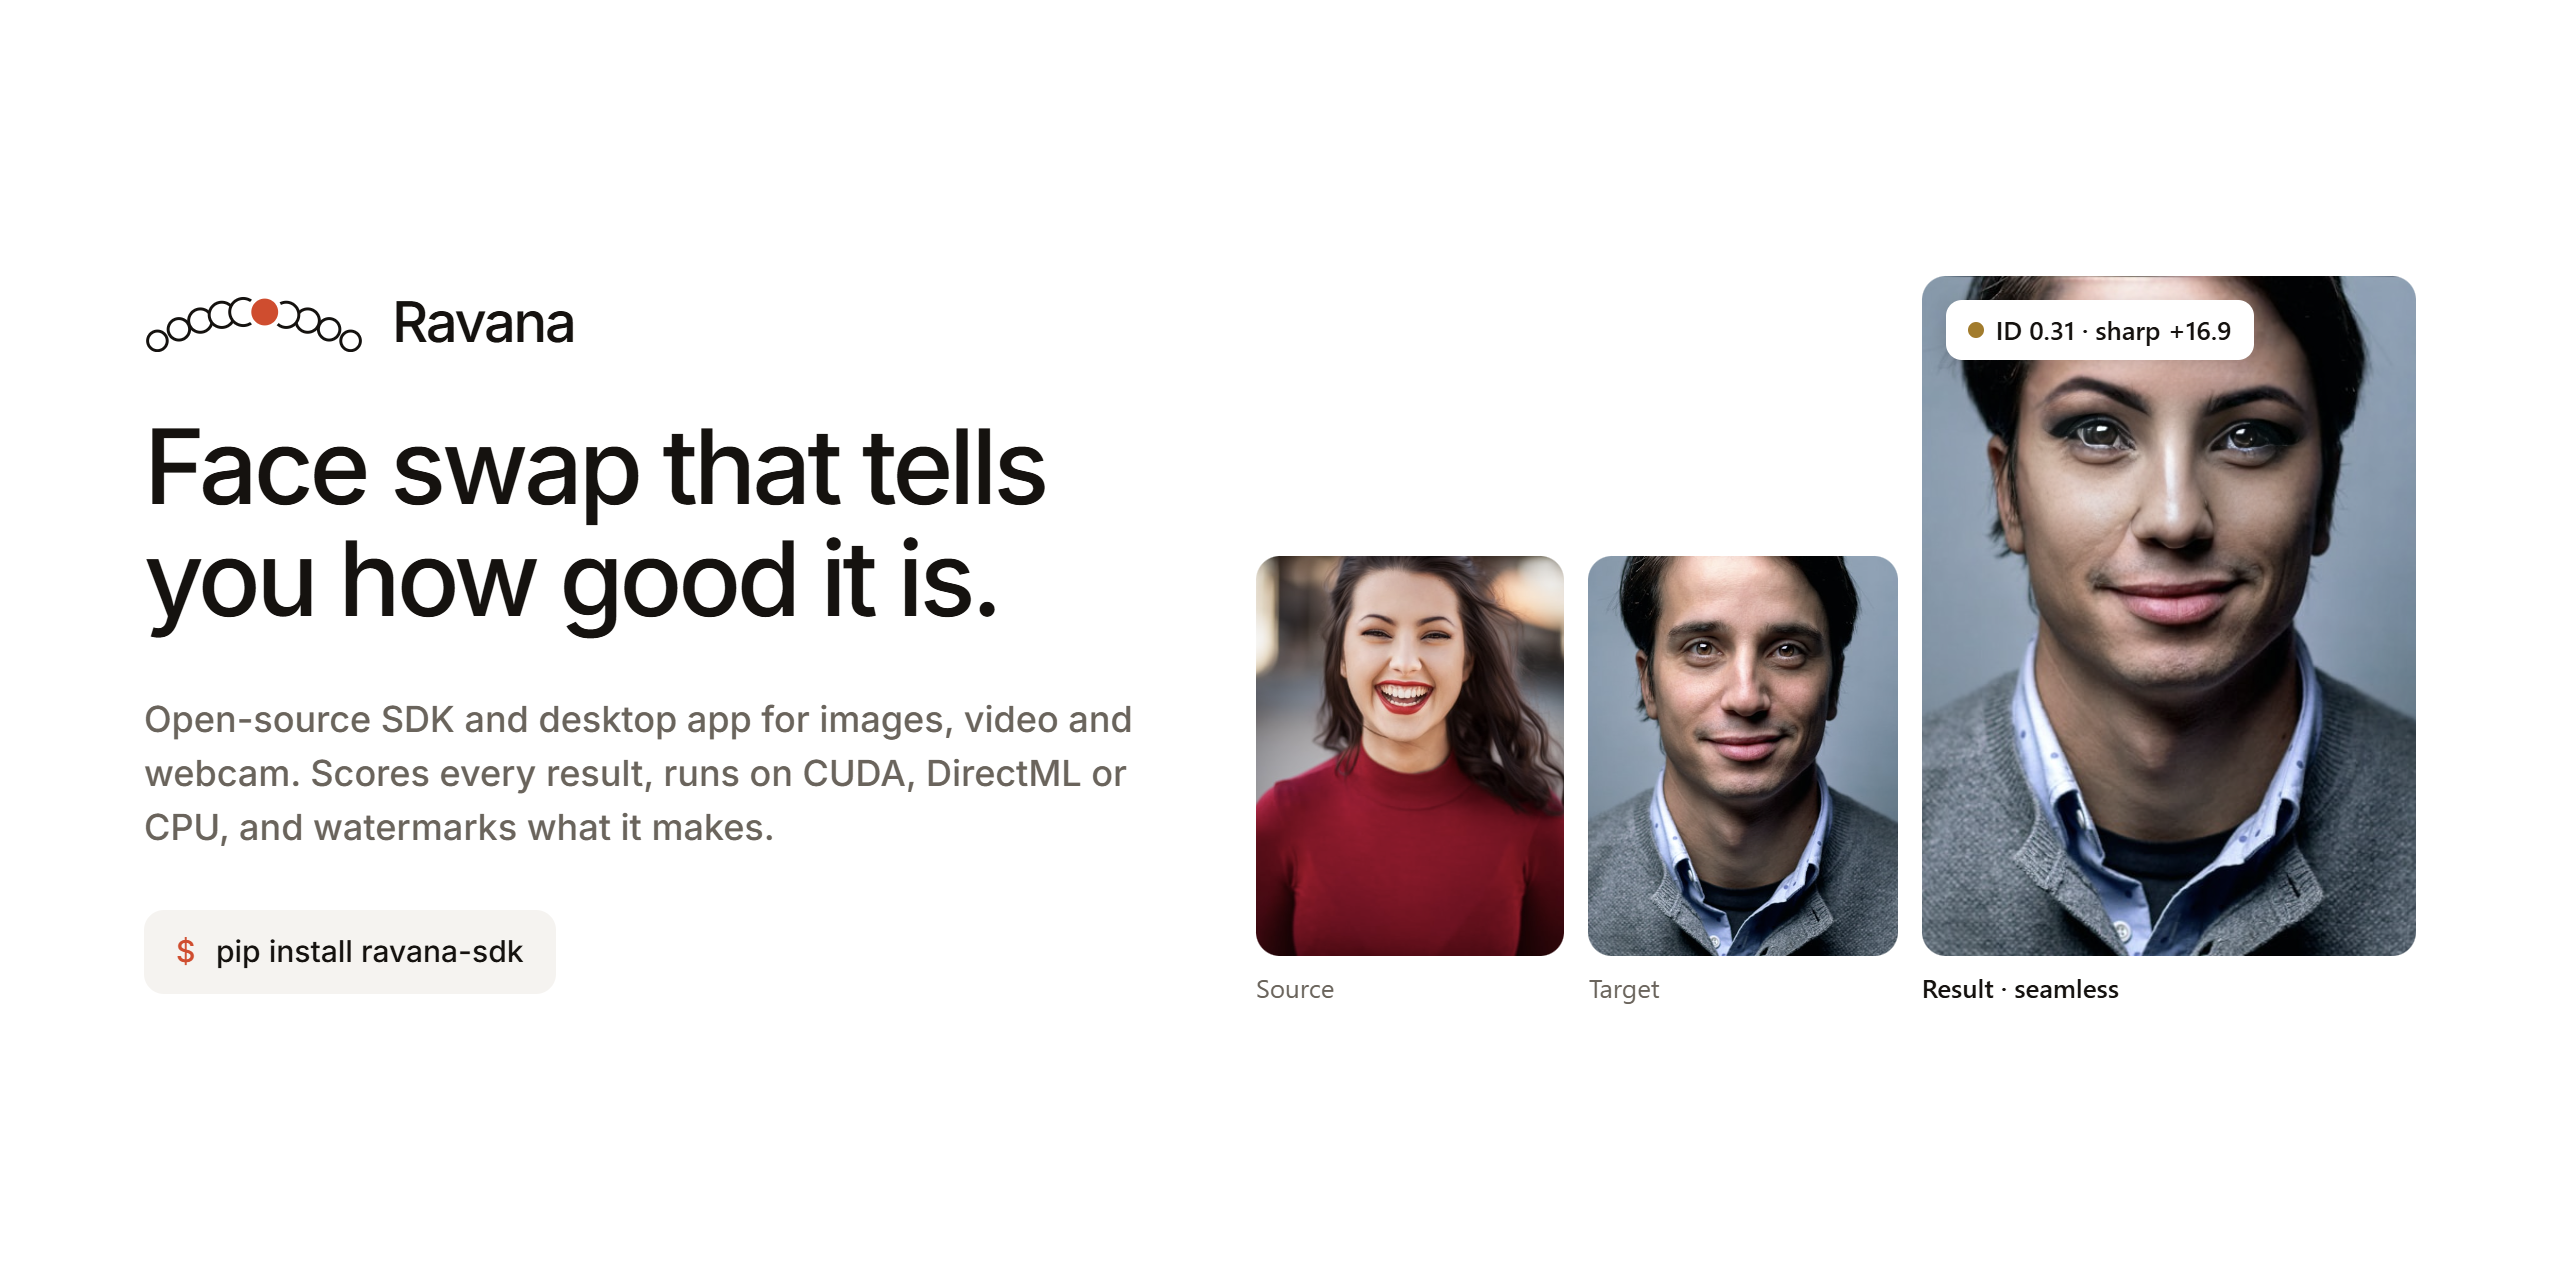 Ravana
Face swap that tells
you how good it is.
Open-source SDK and desktop app for images, video and
webcam. Scores every result, runs on CUDA, DirectML or
CPU, and watermarks what it makes.
$ pip install ravana-sdk
ID 0.31 · sharp +16.9
Source
Target
Result · seamless